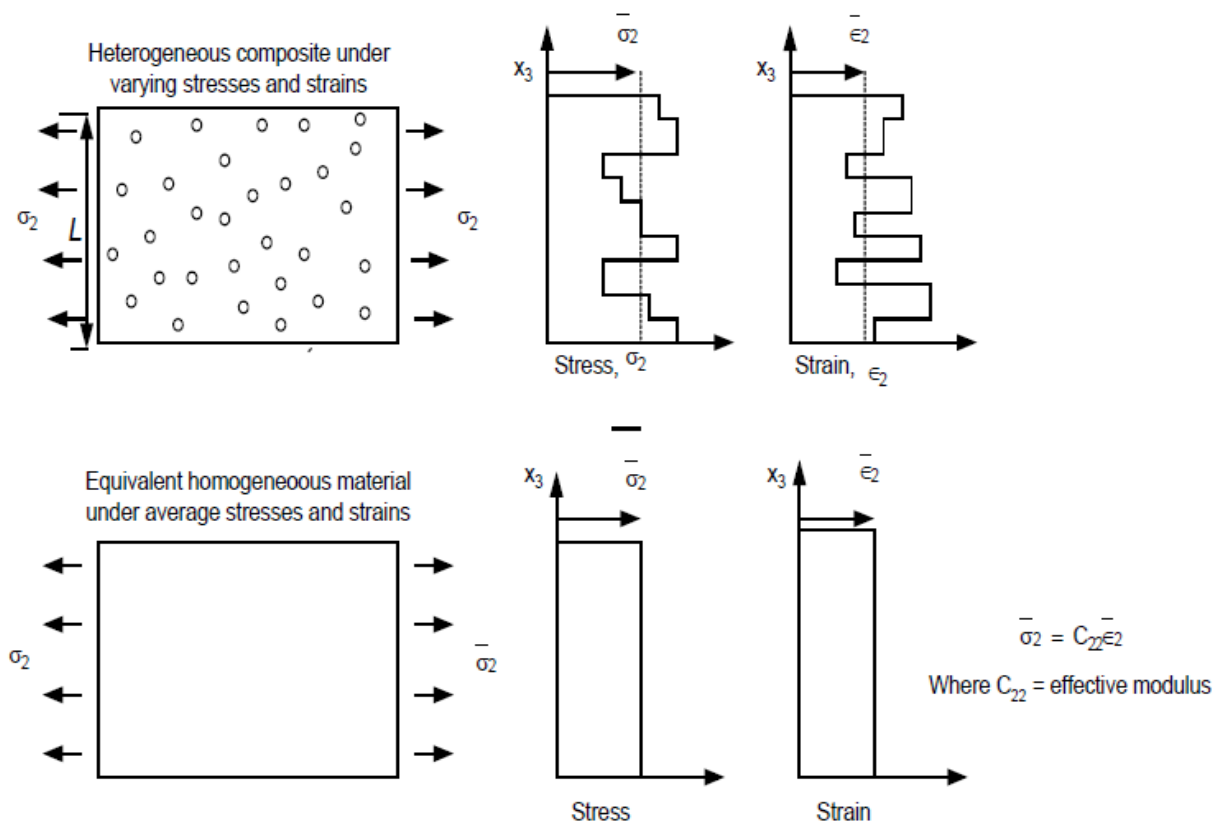 Heterogeneous composite under
varying stresses and strains
σ₂
L
σ₂
x₃
σ̄₂
Stress, σ₂
x₃
ϵ̄₂
Strain, ϵ₂
Equivalent homogeneoous material
under average stresses and strains
σ₂
σ̄₂
x₃
σ̄₂
Stress
x₃
ϵ̄₂
Strain
σ̄₂ = C₂₂ϵ̄₂
Where C₂₂ = effective modulus